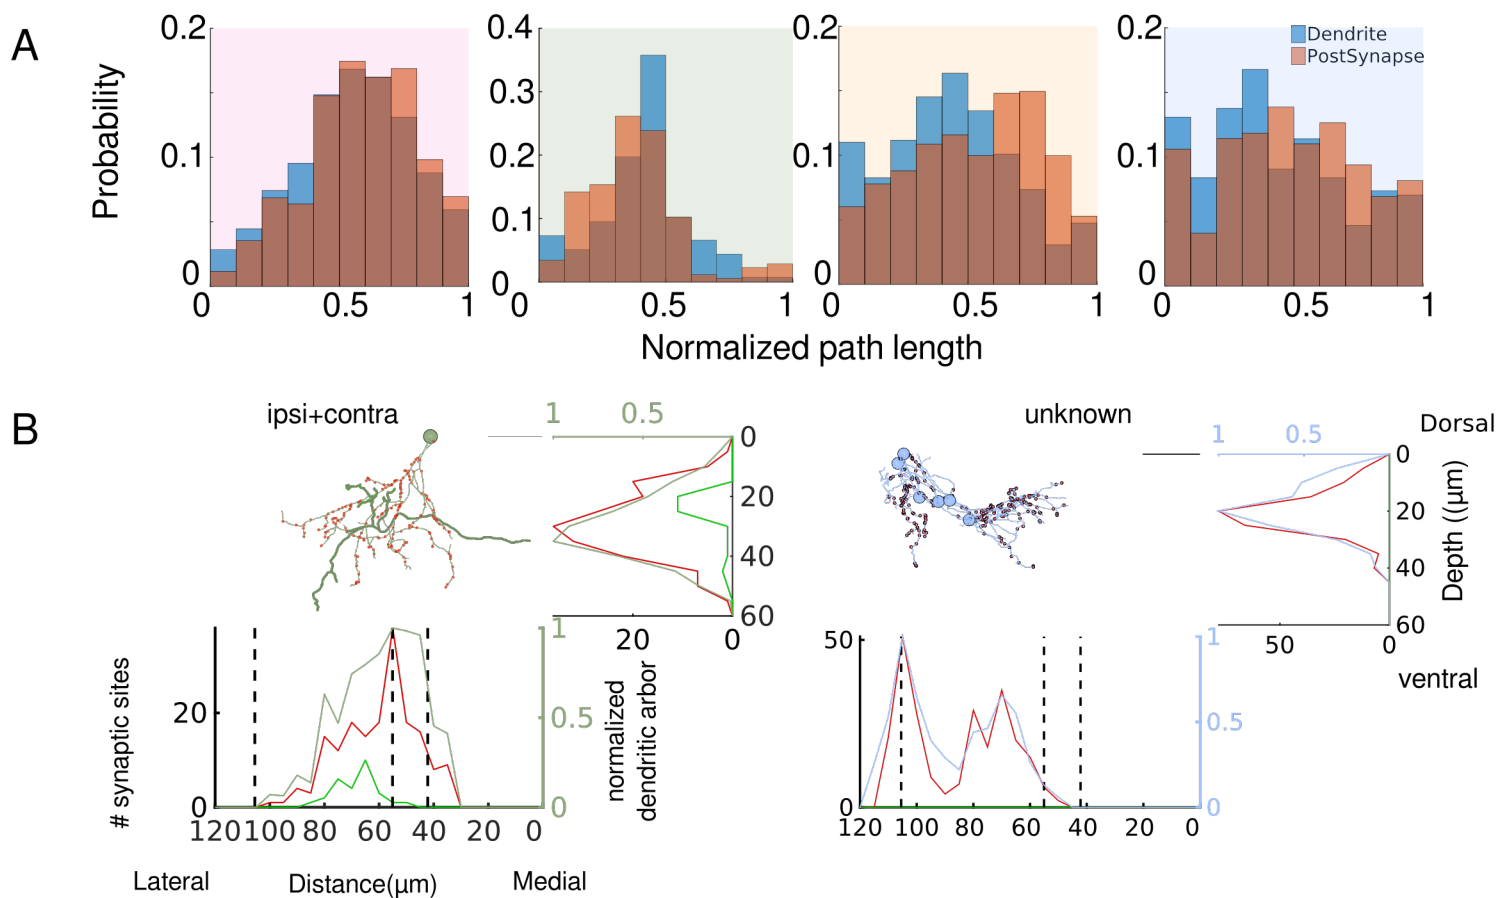 A
Probability
0.2
0.1
0
0
0.5
1
0.4
0.3
0.2
0.1
0
0
0.5
1
0.2
0.1
0
0
0.5
1
0.2
0.1
0
0
0.5
1
Dendrite
PostSynapse
Normalized path length
B
ipsi+contra
1
0.5
0
20
40
60
20
0
# synaptic sites
20
0
120 100 80 60 40 20 0
1
0.5
0
normalized
dendritic arbor
Lateral
Distance(µm)
Medial
unknown
Dorsal
1
0.5
0
20
40
60
Depth ((µm)
50
0
ventral
50
0
120 100 80 60 40 20 0
1
0.5
0